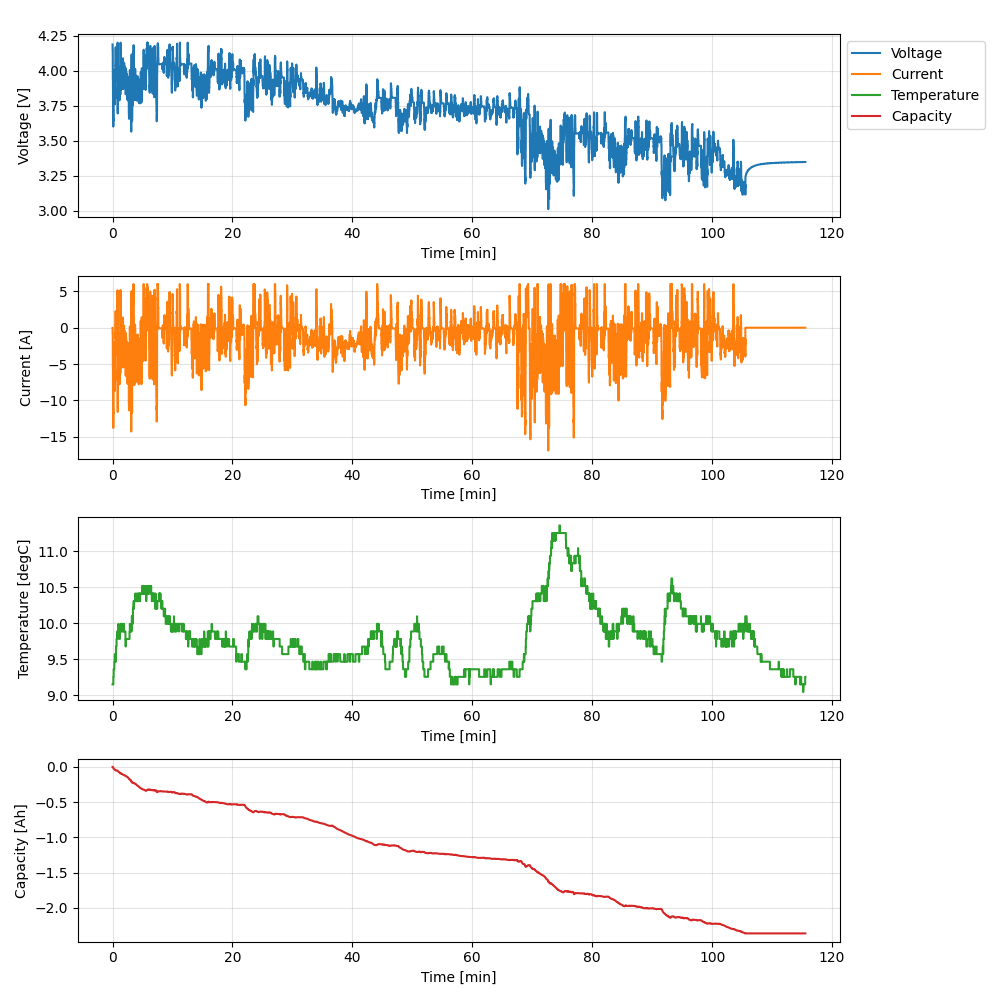 4.25
4.00
3.75
3.50
3.25
3.00
Voltage [V]
0 20 40 60 80 100 120
Time [min]
Voltage
Current
Temperature
Capacity
5
0
−5
−10
−15
Current [A]
0 20 40 60 80 100 120
Time [min]
11.0
10.5
10.0
9.5
9.0
Temperature [degC]
0 20 40 60 80 100 120
Time [min]
0.0
−0.5
−1.0
−1.5
−2.0
Capacity [Ah]
0 20 40 60 80 100 120
Time [min]